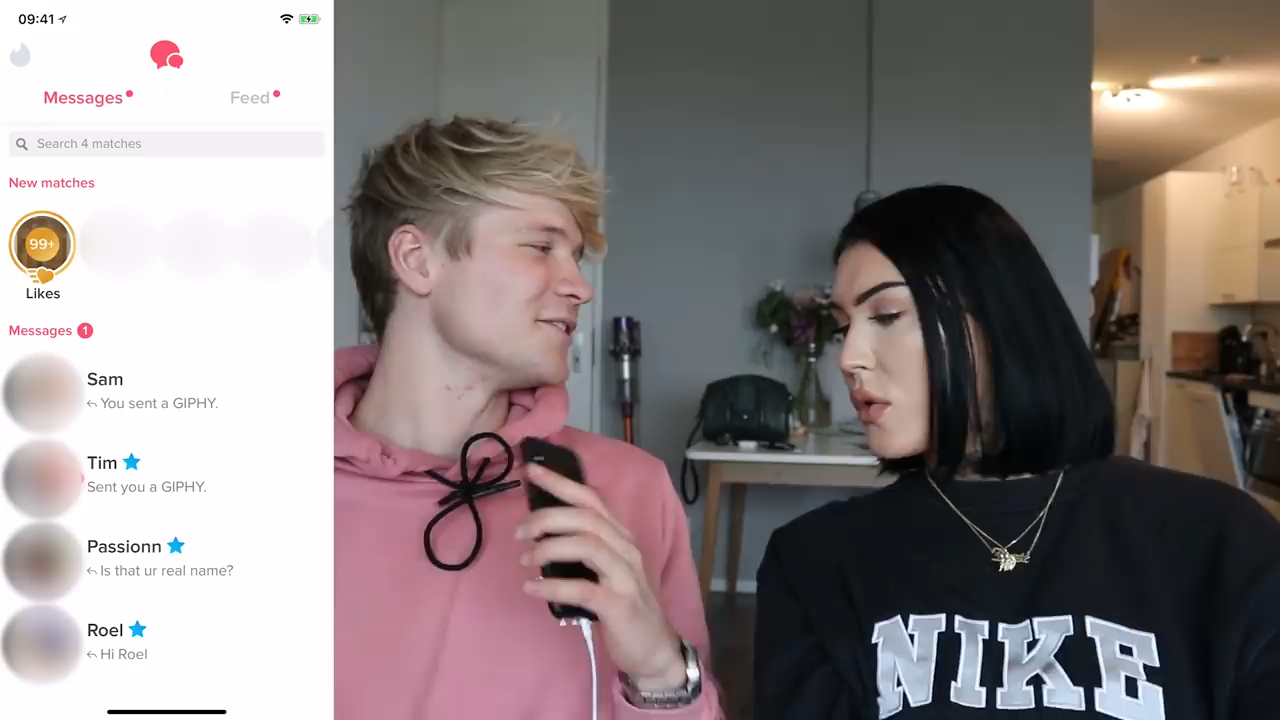 09:41
Messages
Feed
Search 4 matches
New matches
99+
Likes
Messages 1
Sam
You sent a GIPHY.
Tim
Sent you a GIPHY.
Passionn
Is that ur real name?
Roel
Hi Roel
NIKE